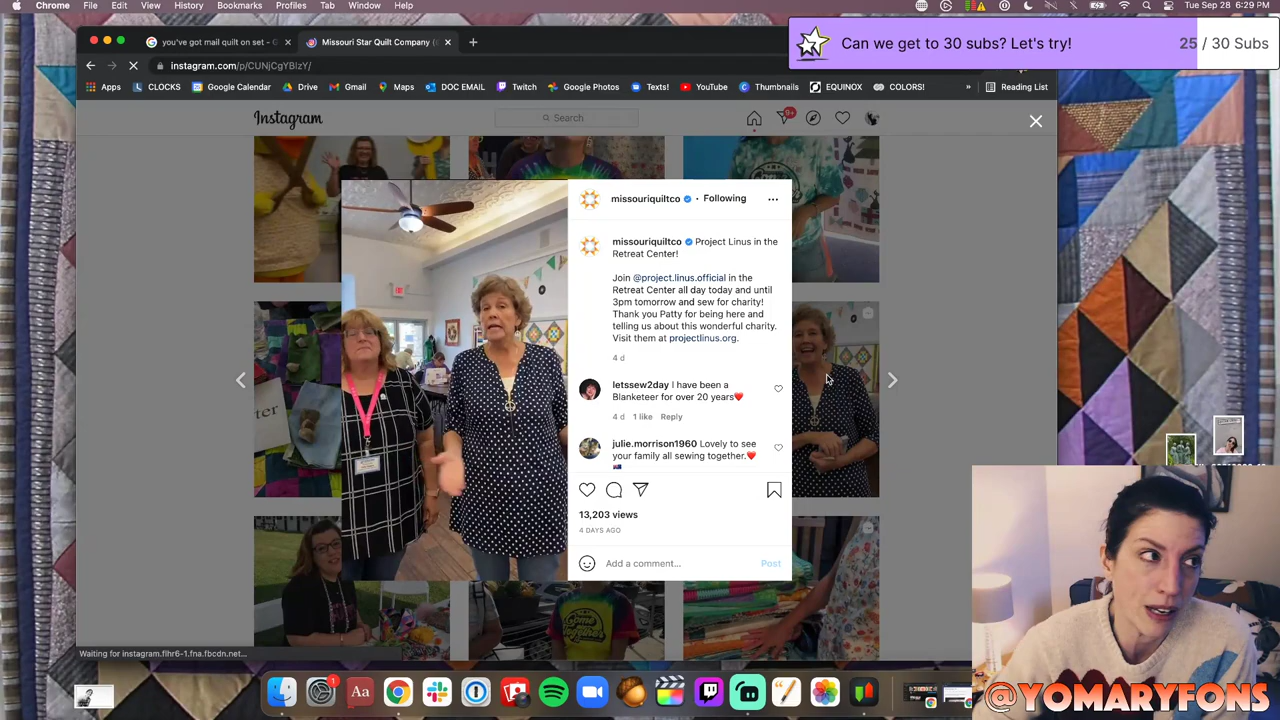 Chrome File Edit View History Bookmarks Profiles Tab Window Help
Tue Sep 28 6:29 PM
you've got mail quilt on set - G
Missouri Star Quilt Company (
Can we get to 30 subs? Let's try!
25 / 30 Subs
instagram.com/p/CUNjCgYBIzY/
Apps CLOCKS Google Calendar Drive Gmail Maps DOC EMAIL Twitch Google Photos Texts! YouTube Thumbnails EQUINOX COLORS! » Reading List
Instagram
Search
9+
missouriquiltco • Following
missouriquiltco Project Linus in the
Retreat Center!
Join @project.linus.official in the
Retreat Center all day today and until
3pm tomorrow and sew for charity!
Thank you Patty for being here and
telling us about this wonderful charity.
Visit them at projectlinus.org.
4 d
letssew2day I have been a
Blanketeer for over 20 years❤️
4 d 1 like Reply
julie.morrison1960 Lovely to see
your family all sewing together.❤️
13,203 views
4 DAYS AGO
Add a comment...
Post
Waiting for instagram.flhr6-1.fna.fbcdn.net...
1
Aa
@YOMARYFONS